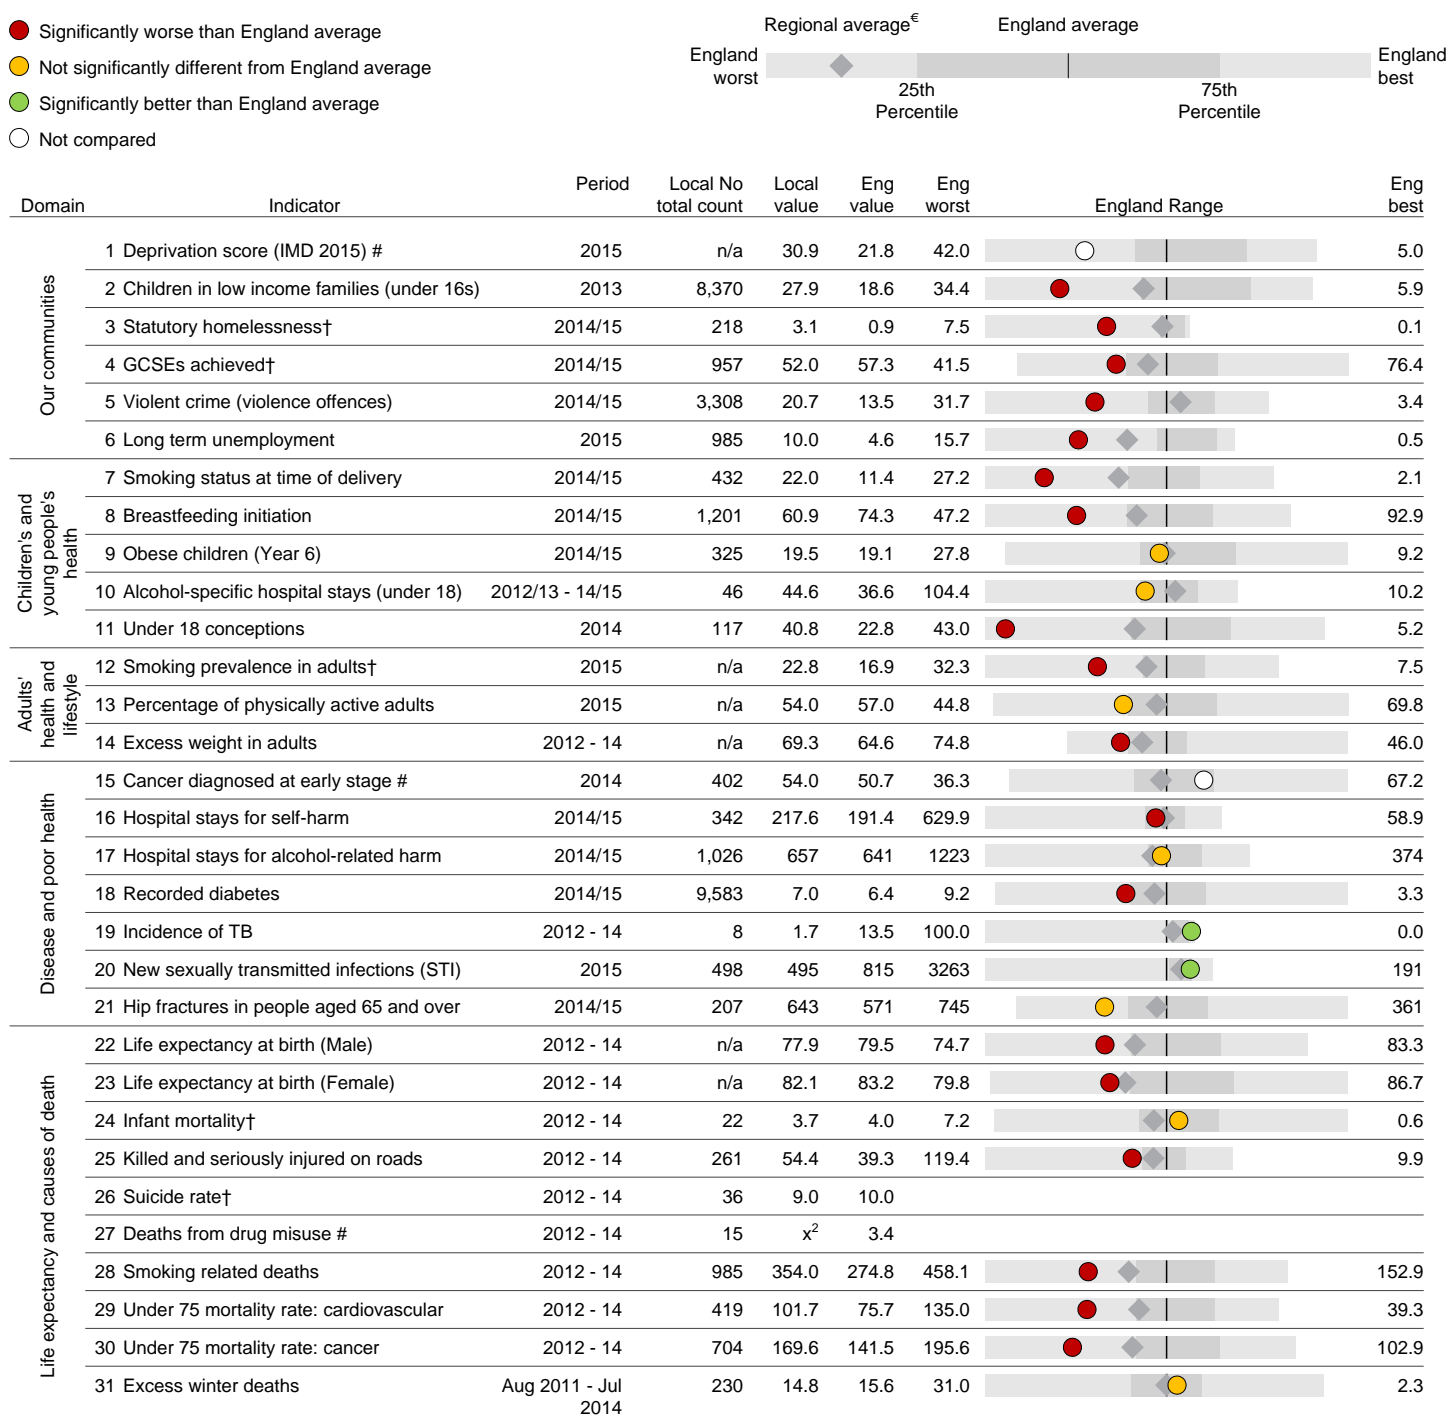 Significantly worse than England average
Not significantly different from England average
Significantly better than England average
Not compared
Regional average€ England average
England worst
England best
25th Percentile
75th Percentile
Domain Indicator Period Local No total count Local value Eng value Eng worst England Range Eng best
Our communities
1 Deprivation score (IMD 2015) # 2015 n/a 30.9 21.8 42.0 5.0
2 Children in low income families (under 16s) 2013 8,370 27.9 18.6 34.4 5.9
3 Statutory homelessness† 2014/15 218 3.1 0.9 7.5 0.1
4 GCSEs achieved† 2014/15 957 52.0 57.3 41.5 76.4
5 Violent crime (violence offences) 2014/15 3,308 20.7 13.5 31.7 3.4
6 Long term unemployment 2015 985 10.0 4.6 15.7 0.5
Children's and young people's health
7 Smoking status at time of delivery 2014/15 432 22.0 11.4 27.2 2.1
8 Breastfeeding initiation 2014/15 1,201 60.9 74.3 47.2 92.9
9 Obese children (Year 6) 2014/15 325 19.5 19.1 27.8 9.2
10 Alcohol-specific hospital stays (under 18) 2012/13 - 14/15 46 44.6 36.6 104.4 10.2
11 Under 18 conceptions 2014 117 40.8 22.8 43.0 5.2
Adults' health and lifestyle
12 Smoking prevalence in adults† 2015 n/a 22.8 16.9 32.3 7.5
13 Percentage of physically active adults 2015 n/a 54.0 57.0 44.8 69.8
14 Excess weight in adults 2012 - 14 n/a 69.3 64.6 74.8 46.0
Disease and poor health
15 Cancer diagnosed at early stage # 2014 402 54.0 50.7 36.3 67.2
16 Hospital stays for self-harm 2014/15 342 217.6 191.4 629.9 58.9
17 Hospital stays for alcohol-related harm 2014/15 1,026 657 641 1223 374
18 Recorded diabetes 2014/15 9,583 7.0 6.4 9.2 3.3
19 Incidence of TB 2012 - 14 8 1.7 13.5 100.0 0.0
20 New sexually transmitted infections (STI) 2015 498 495 815 3263 191
21 Hip fractures in people aged 65 and over 2014/15 207 643 571 745 361
Life expectancy and causes of death
22 Life expectancy at birth (Male) 2012 - 14 n/a 77.9 79.5 74.7 83.3
23 Life expectancy at birth (Female) 2012 - 14 n/a 82.1 83.2 79.8 86.7
24 Infant mortality† 2012 - 14 22 3.7 4.0 7.2 0.6
25 Killed and seriously injured on roads 2012 - 14 261 54.4 39.3 119.4 9.9
26 Suicide rate† 2012 - 14 36 9.0 10.0
27 Deaths from drug misuse # 2012 - 14 15 x² 3.4
28 Smoking related deaths 2012 - 14 985 354.0 274.8 458.1 152.9
29 Under 75 mortality rate: cardiovascular 2012 - 14 419 101.7 75.7 135.0 39.3
30 Under 75 mortality rate: cancer 2012 - 14 704 169.6 141.5 195.6 102.9
31 Excess winter deaths Aug 2011 - Jul 2014 230 14.8 15.6 31.0 2.3